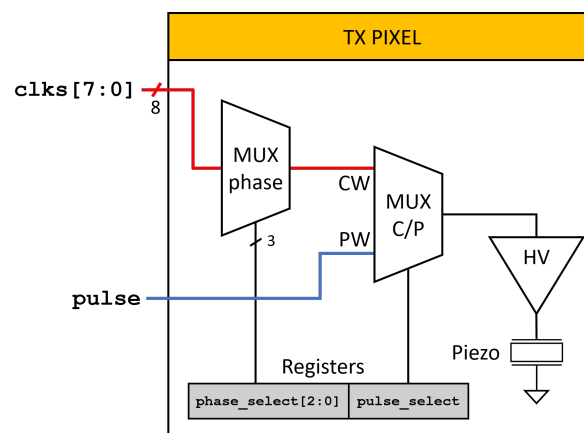 TX PIXEL
clks[7:0]
8
MUX
phase
CW
MUX
C/P
3
PW
HV
pulse
Piezo
Registers
phase_select[2:0]
pulse_select